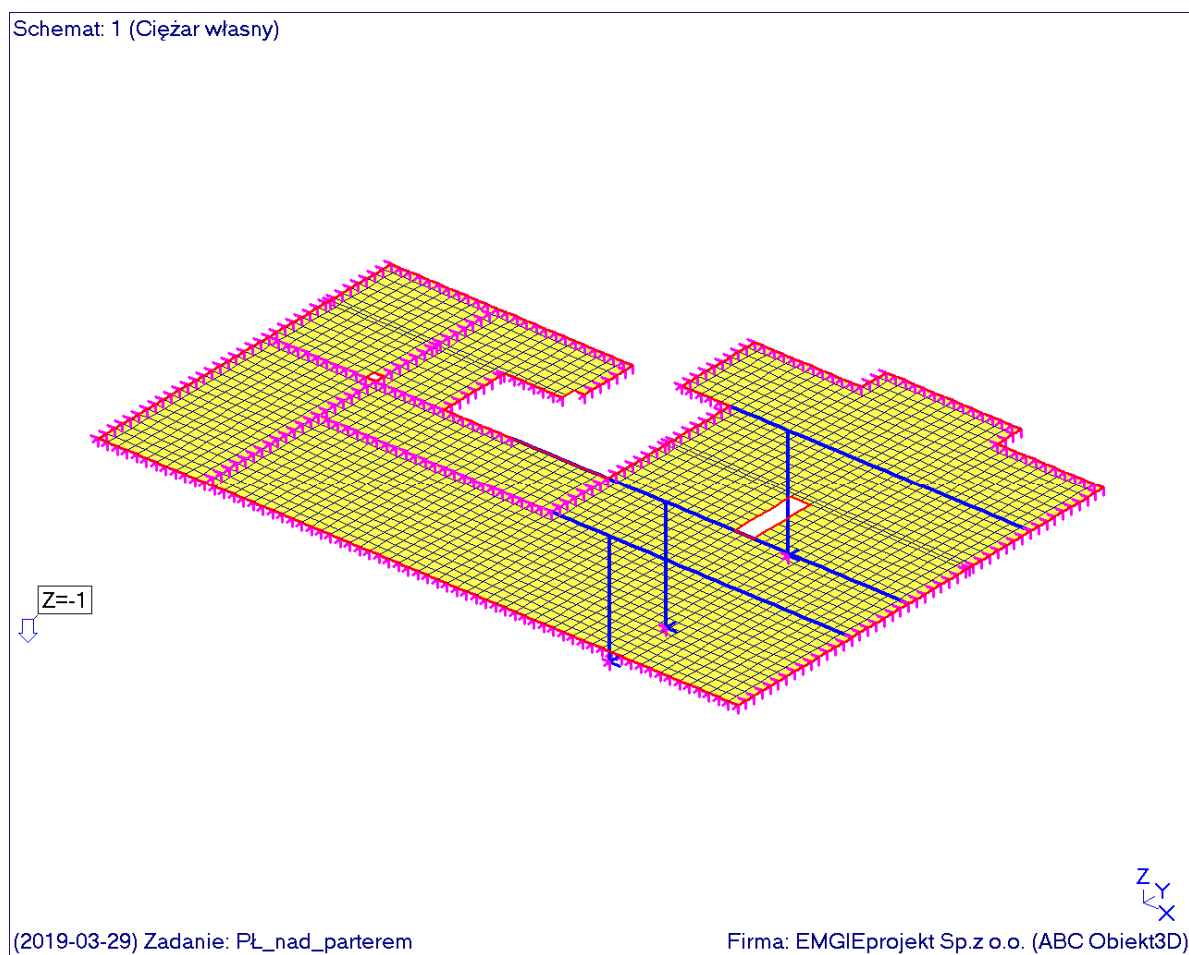 Schemat: 1 (Ciężar własny)
Z=-1
Z
Y
X
(2019-03-29) Zadanie: PŁ_nad_parterem
Firma: EMGIEprojekt Sp.z o.o. (ABC Obiekt3D)